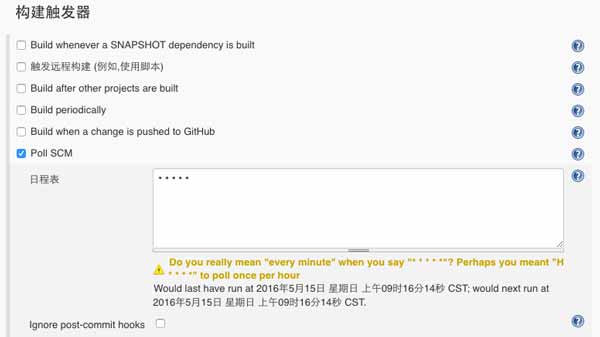 构建触发器
Build whenever a SNAPSHOT dependency is built
触发远程构建 (例如,使用脚本)
Build after other projects are built
Build periodically
Build when a change is pushed to GitHub
Poll SCM
日程表
* * * * *
Do you really mean "every minute" when you say "* * * * *"? Perhaps you meant "H
* * * *" to poll once per hour
Would last have run at 2016年5月15日 星期日 上午09时16分14秒 CST; would next run at
2016年5月15日 星期日 上午09时16分14秒 CST.
Ignore post-commit hooks